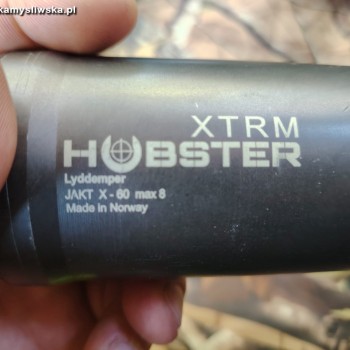 kamysliwska.pl
XTRM
HUBSTER
Lyddemper
JAKT X-60 max 8
Made in Norway